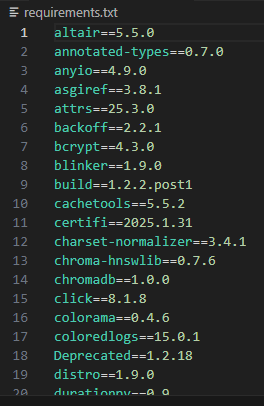 requirements.txt
1 altair==5.5.0
2 annotated-types==0.7.0
3 anyio==4.9.0
4 asgiref==3.8.1
5 attrs==25.3.0
6 backoff==2.2.1
7 bcrypt==4.3.0
8 blinker==1.9.0
9 build==1.2.2.post1
10 cachetools==5.5.2
11 certifi==2025.1.31
12 charset-normalizer==3.4.1
13 chroma-hnswlib==0.7.6
14 chromadb==1.0.0
15 click==8.1.8
16 colorama==0.4.6
17 coloredlogs==15.0.1
18 Deprecated==1.2.18
19 distro==1.9.0
20 durationpy==0.9